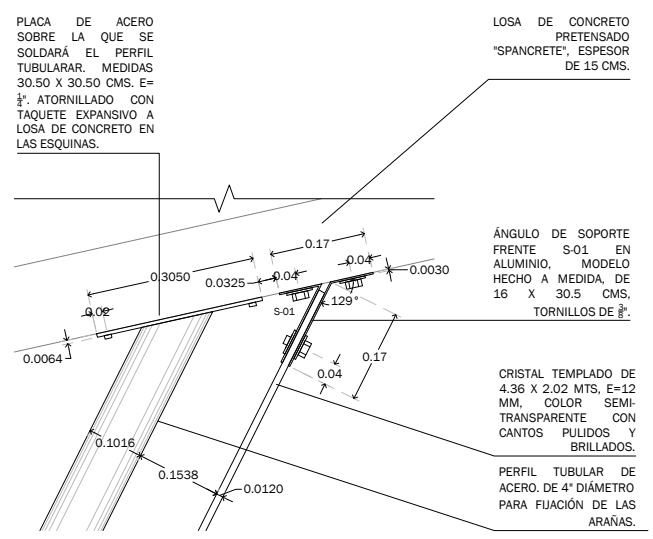 PLACA DE ACERO
SOBRE LA QUE SE
SOLDARÁ EL PERFIL
TUBULARAR. MEDIDAS
30.50 X 30.50 CMS. E=
¼". ATORNILLADO CON
TAQUETE EXPANSIVO A
LOSA DE CONCRETO EN
LAS ESQUINAS.
LOSA DE CONCRETO
PRETENSADO
"SPANCRETE", ESPESOR
DE 15 CMS.
0.17
0.3050
0.0325
0.04
0.04
0.0030
0.02
S-01
129°
0.0064
0.17
0.04
0.1016
0.1538
0.0120
ÁNGULO DE SOPORTE
FRENTE S-01 EN
ALUMINIO, MODELO
HECHO A MEDIDA, DE
16 X 30.5 CMS,
TORNILLOS DE ⅜".
CRISTAL TEMPLADO DE
4.36 X 2.02 MTS, E=12
MM, COLOR SEMI-
TRANSPARENTE CON
CANTOS PULIDOS Y
BRILLADOS.
PERFIL TUBULAR DE
ACERO. DE 4" DIÁMETRO
PARA FIJACIÓN DE LAS
ARAÑAS.